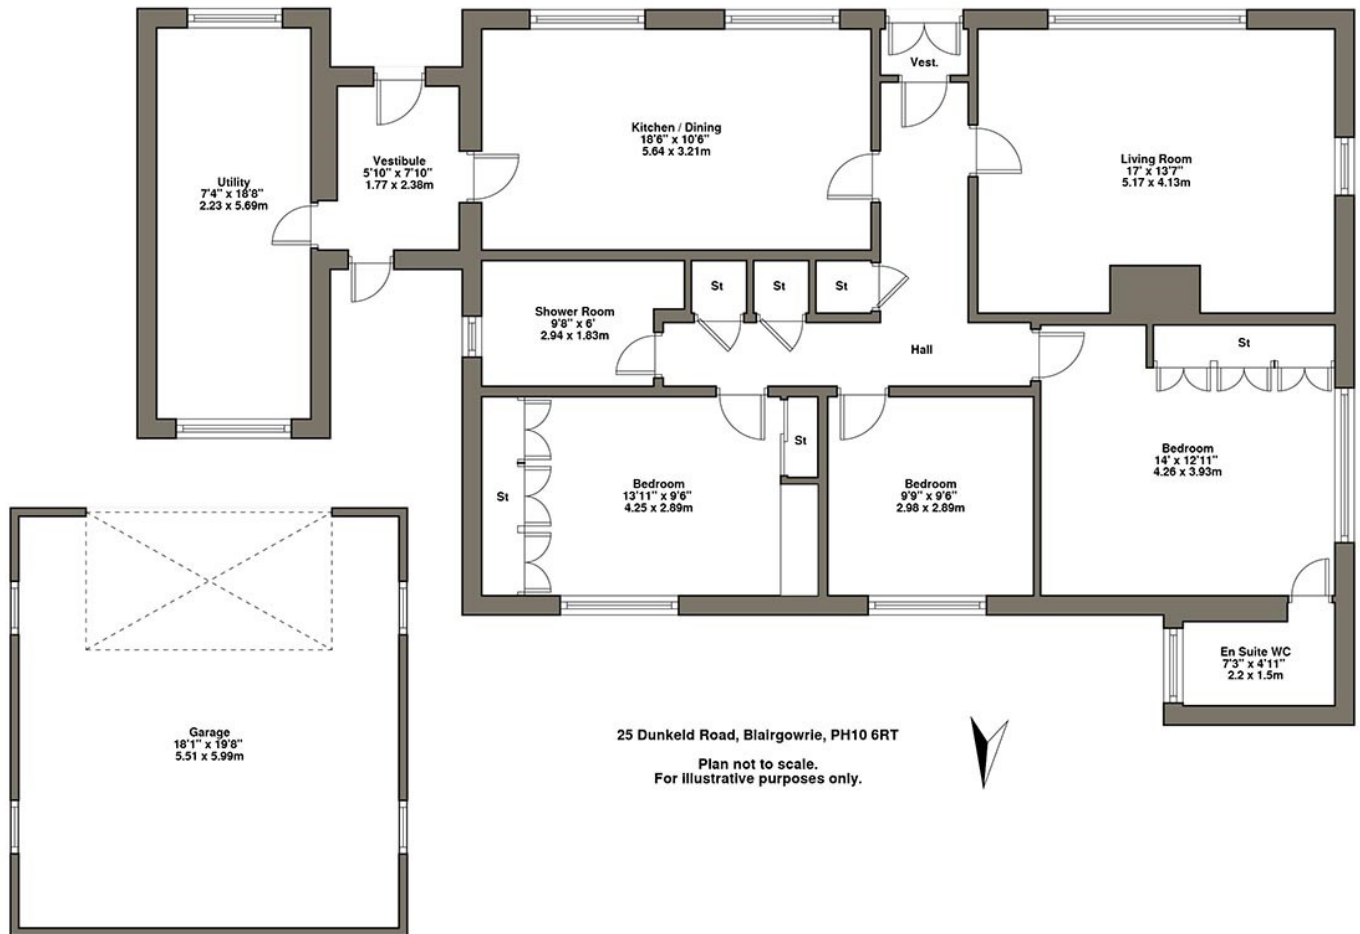 Utility
7'4" x 18'8"
2.23 x 5.69m
Vestibule
5'10" x 7'10"
1.77 x 2.38m
Kitchen / Dining
18'6" x 10'6"
5.64 x 3.21m
Vest.
Living Room
17' x 13'7"
5.17 x 4.13m
Shower Room
9'8" x 6'
2.94 x 1.83m
St
St
St
Hall
St
St
Bedroom
13'11" x 9'6"
4.25 x 2.89m
St
Bedroom
9'9" x 9'6"
2.98 x 2.89m
Bedroom
14' x 12'11"
4.26 x 3.93m
En Suite WC
7'3" x 4'11"
2.2 x 1.5m
Garage
18'1" x 19'8"
5.51 x 5.99m
25 Dunkeld Road, Blairgowrie, PH10 6RT
Plan not to scale.
For illustrative purposes only.